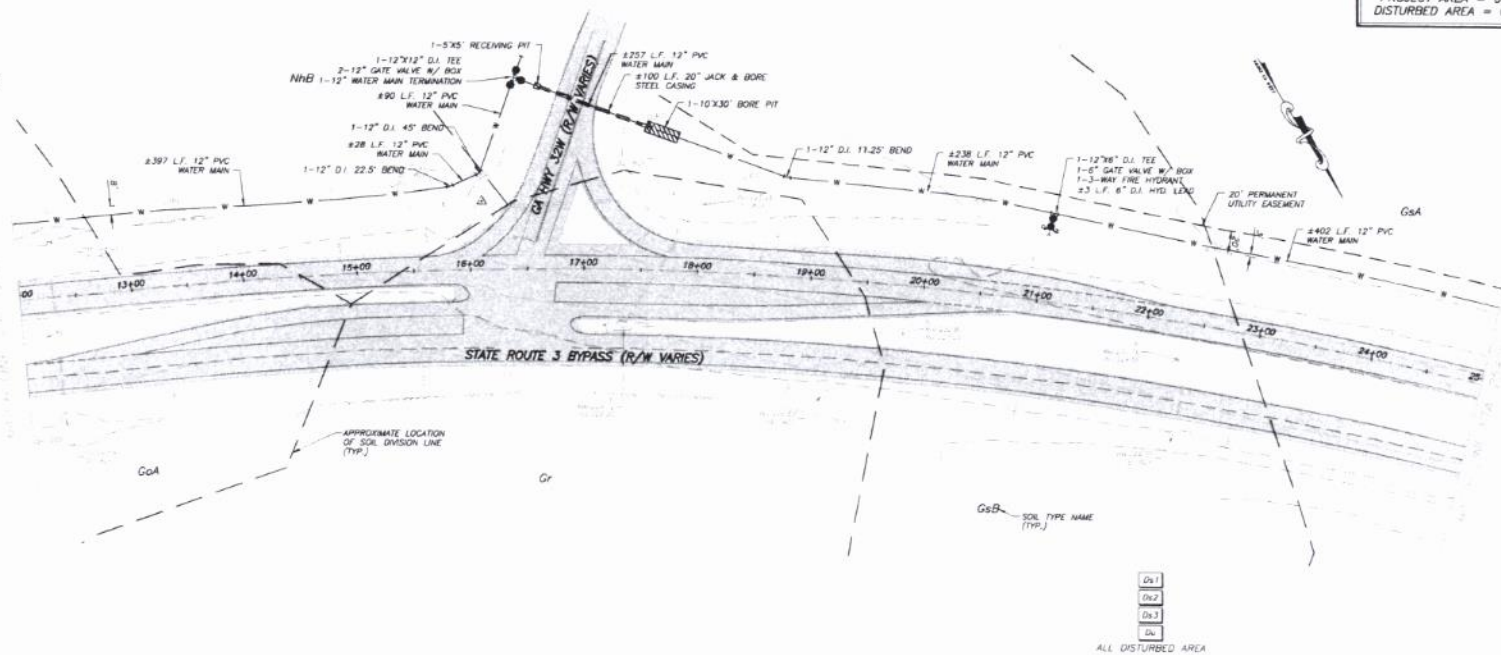 DISTURBED AREA =
1-5'X5' RECEIVING PIT
1-12"X12" D.I. TEE
2-12" GATE VALVE W/ BOX
1-12" WATER MAIN TERMINATION
NhB
±90 L.F. 12" PVC
WATER MAIN
1-12" D.I. 45° BEND
±28 L.F. 12" PVC
WATER MAIN
1-12" D.I. 22.5° BEND
±397 L.F. 12" PVC
WATER MAIN
±257 L.F. 12" PVC
WATER MAIN
±100 L.F. 20" JACK & BORE
STEEL CASING
1-10'X30' BORE PIT
GA HWY 32W (R/W VARIES)
1-12" D.I. 11.25° BEND
±238 L.F. 12" PVC
WATER MAIN
1-12"X6" D.I. TEE
1-6" GATE VALVE W/ BOX
1-3-WAY FIRE HYDRANT
±3 L.F. 6" D.I. HYD. LEAD
20' PERMANENT
UTILITY EASEMENT
GsA
±402 L.F. 12" PVC
WATER MAIN
W W W W W W W W W W W W W
13+00 14+00 15+00 16+00 17+00 18+00 19+00 20+00 21+00 22+00 23+00 24+00
STATE ROUTE 3 BYPASS (R/W VARIES)
APPROXIMATE LOCATION
OF SOIL DIVISION LINE
(TYP.)
GoA
Gr
GsB
SOIL TYPE NAME
(TYP.)
Ds1
Ds2
Ds3
Du
ALL DISTURBED AREA